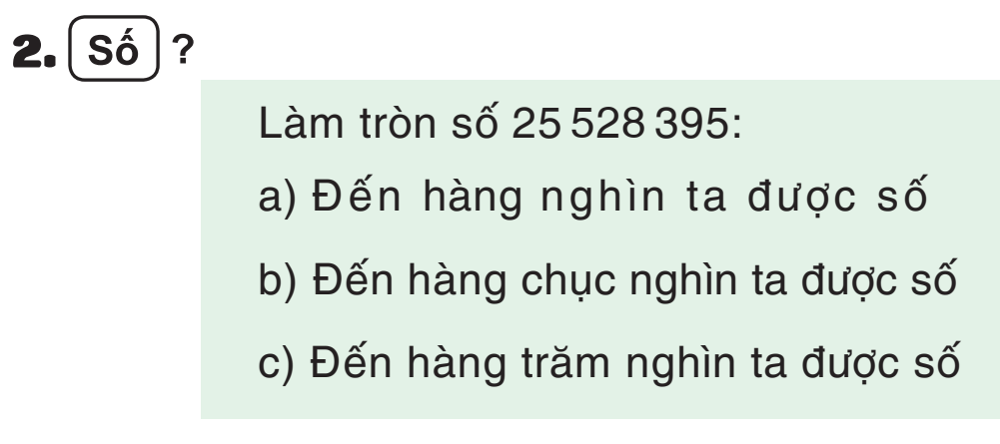 2. Số ?
Làm tròn số 25 528 395:
a) Đến hàng nghìn ta được số
b) Đến hàng chục nghìn ta được số
c) Đến hàng trăm nghìn ta được số